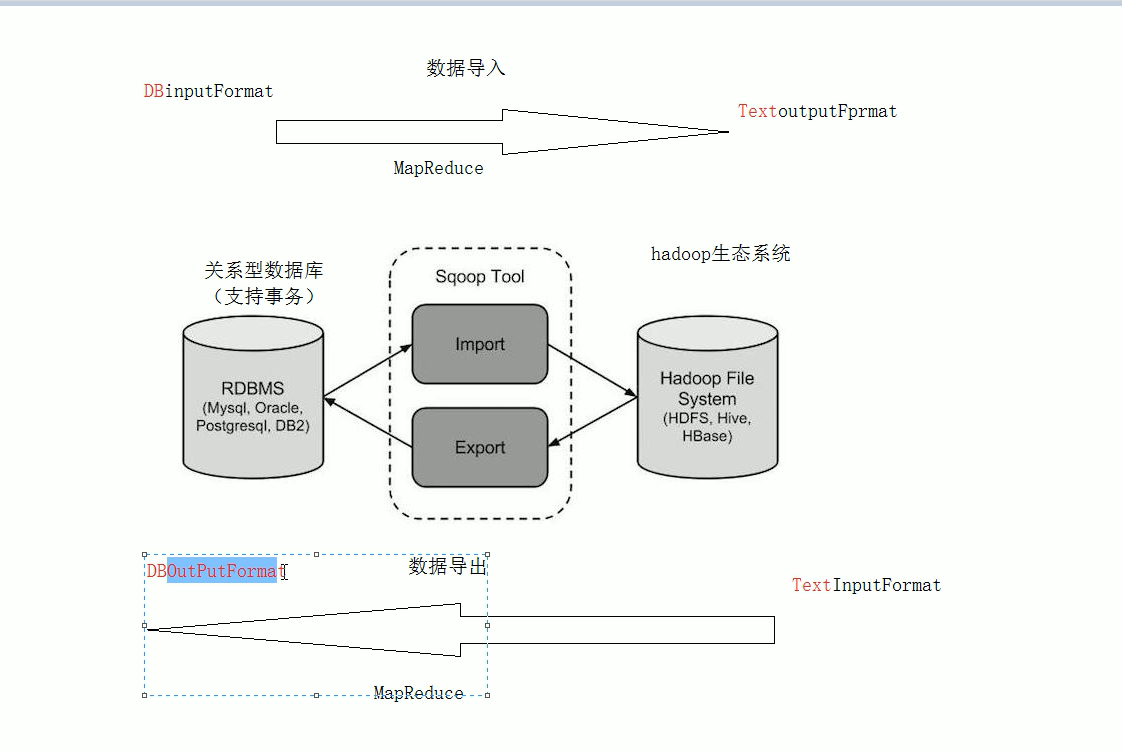 数据导入
DBinputFormat
TextoutputFprmat
MapReduce
hadoop生态系统
关系型数据库
（支持事务）
Sqoop Tool
Import
RDBMS
(Mysql, Oracle,
Postgresql, DB2)
Hadoop File
System
(HDFS, Hive,
HBase)
Export
DBOutPutFormat
数据导出
TextInputFormat
MapReduce